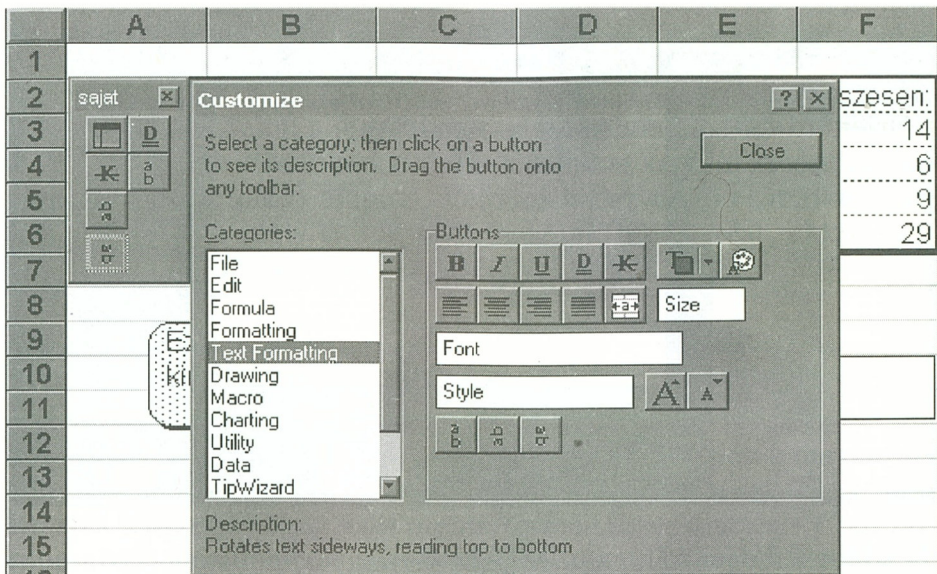 A B C D E F
1
2 sajat Customize szesen:
3 14
4 6
5 9
6 29
7
8
9
10
11
12
13
14
15
Select a category; then click on a button
to see its description. Drag the button onto
any toolbar.
Close
Categories:
File
Edit
Formula
Formatting
Text Formatting
Drawing
Macro
Charting
Utility
Data
TipWizard
Buttons
B I U D K
Size
Font
Style
A A
Description:
Rotates text sideways, reading top to bottom